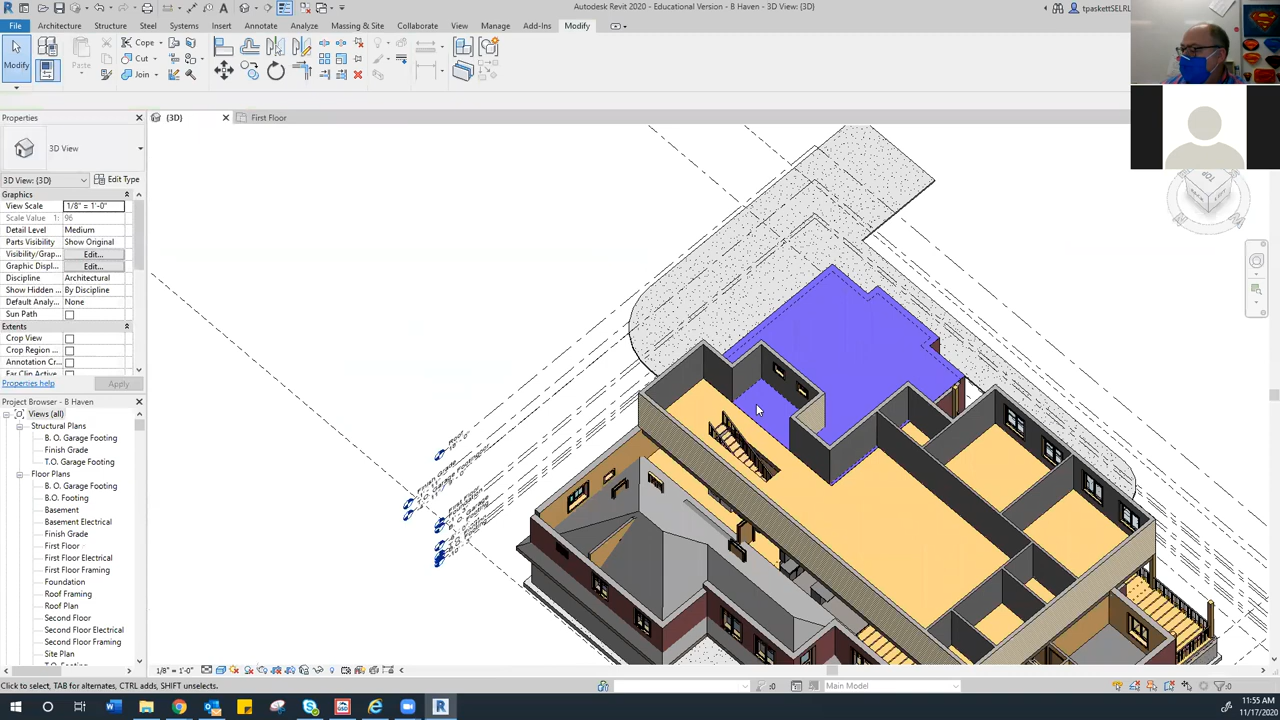 Autodesk Revit 2020 - Educational Version - B Haven - 3D View: {3D}
tpaskettSELRL...
File Architecture Structure Steel Systems Insert Annotate Analyze Massing & Site Collaborate View Manage Add-Ins Modify
Modify
Paste
Cope
Cut
Join
{3D}
First Floor
Properties
3D View
3D View: {3D}
Edit Type
Graphics
View Scale 1/8" = 1'-0"
Scale Value 1: 96
Detail Level Medium
Parts Visibility Show Original
Visibility/Grap... Edit...
Graphic Displ... Edit...
Discipline Architectural
Show Hidden ... By Discipline
Default Analy... None
Sun Path
Extents
Crop View
Crop Region ...
Annotation Cr...
Far Clip Active
Properties help
Apply
Project Browser - B Haven
Views (all)
Structural Plans
B. O. Garage Footing
Finish Grade
T.O. Garage Footing
Floor Plans
B. O. Garage Footing
B.O. Footing
Basement
Basement Electrical
Finish Grade
First Floor
First Floor Electrical
First Floor Framing
Foundation
Roof Framing
Roof Plan
Second Floor
Second Floor Electrical
Second Floor Framing
Site Plan
TOP
1/8" = 1'-0"
Click to select, TAB for alternates, CTRL adds, SHIFT unselects.
:0
Main Model
:0
11:55 AM
11/17/2020